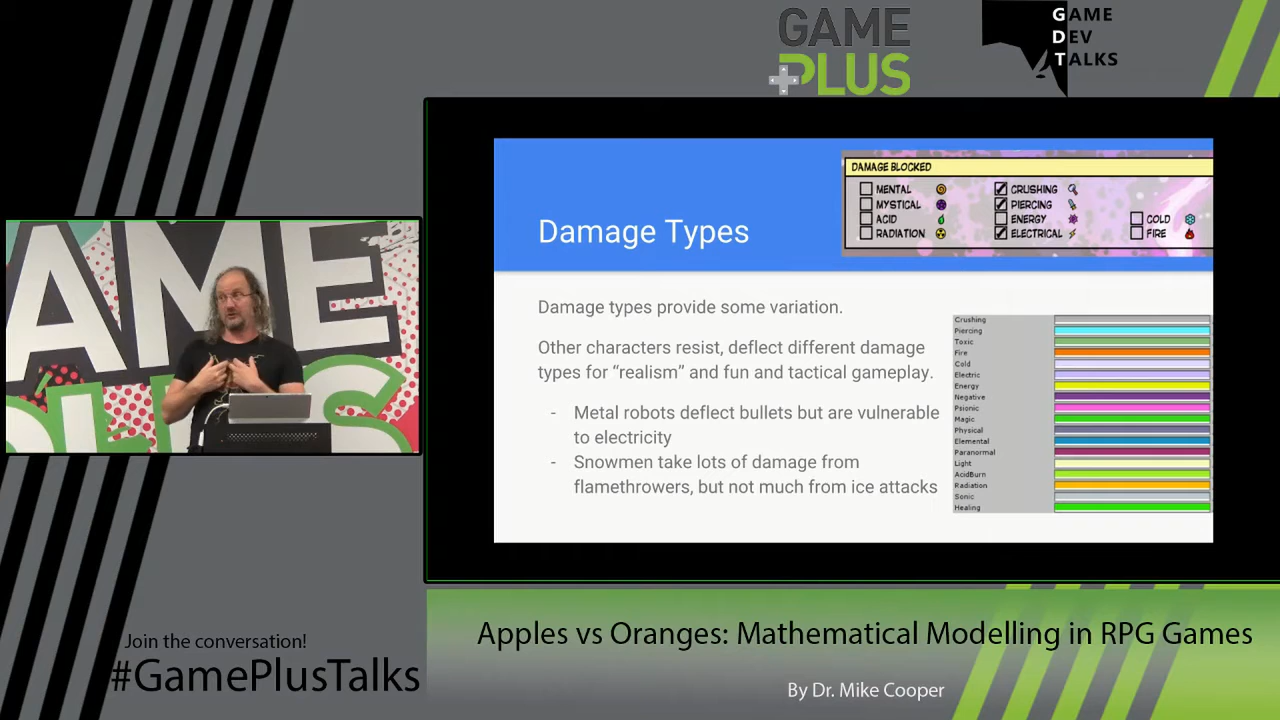 GAME
PLUS
GAME
DEV
TALKS
AME
PLUS
Damage Types
DAMAGE BLOCKED
MENTAL
CRUSHING
MYSTICAL
PIERCING
ACID
ENERGY
COLD
RADIATION
ELECTRICAL
FIRE
Damage types provide some variation.
Other characters resist, deflect different damage
types for “realism” and fun and tactical gameplay.
- Metal robots deflect bullets but are vulnerable
to electricity
- Snowmen take lots of damage from
flamethrowers, but not much from ice attacks
Crushing
Piercing
Toxic
Fire
Cold
Electric
Energy
Negative
Psionic
Magic
Physical
Elemental
Paranormal
Light
AcidBurn
Radiation
Sonic
Healing
Join the conversation!
#GamePlusTalks
Apples vs Oranges: Mathematical Modelling in RPG Games
By Dr. Mike Cooper